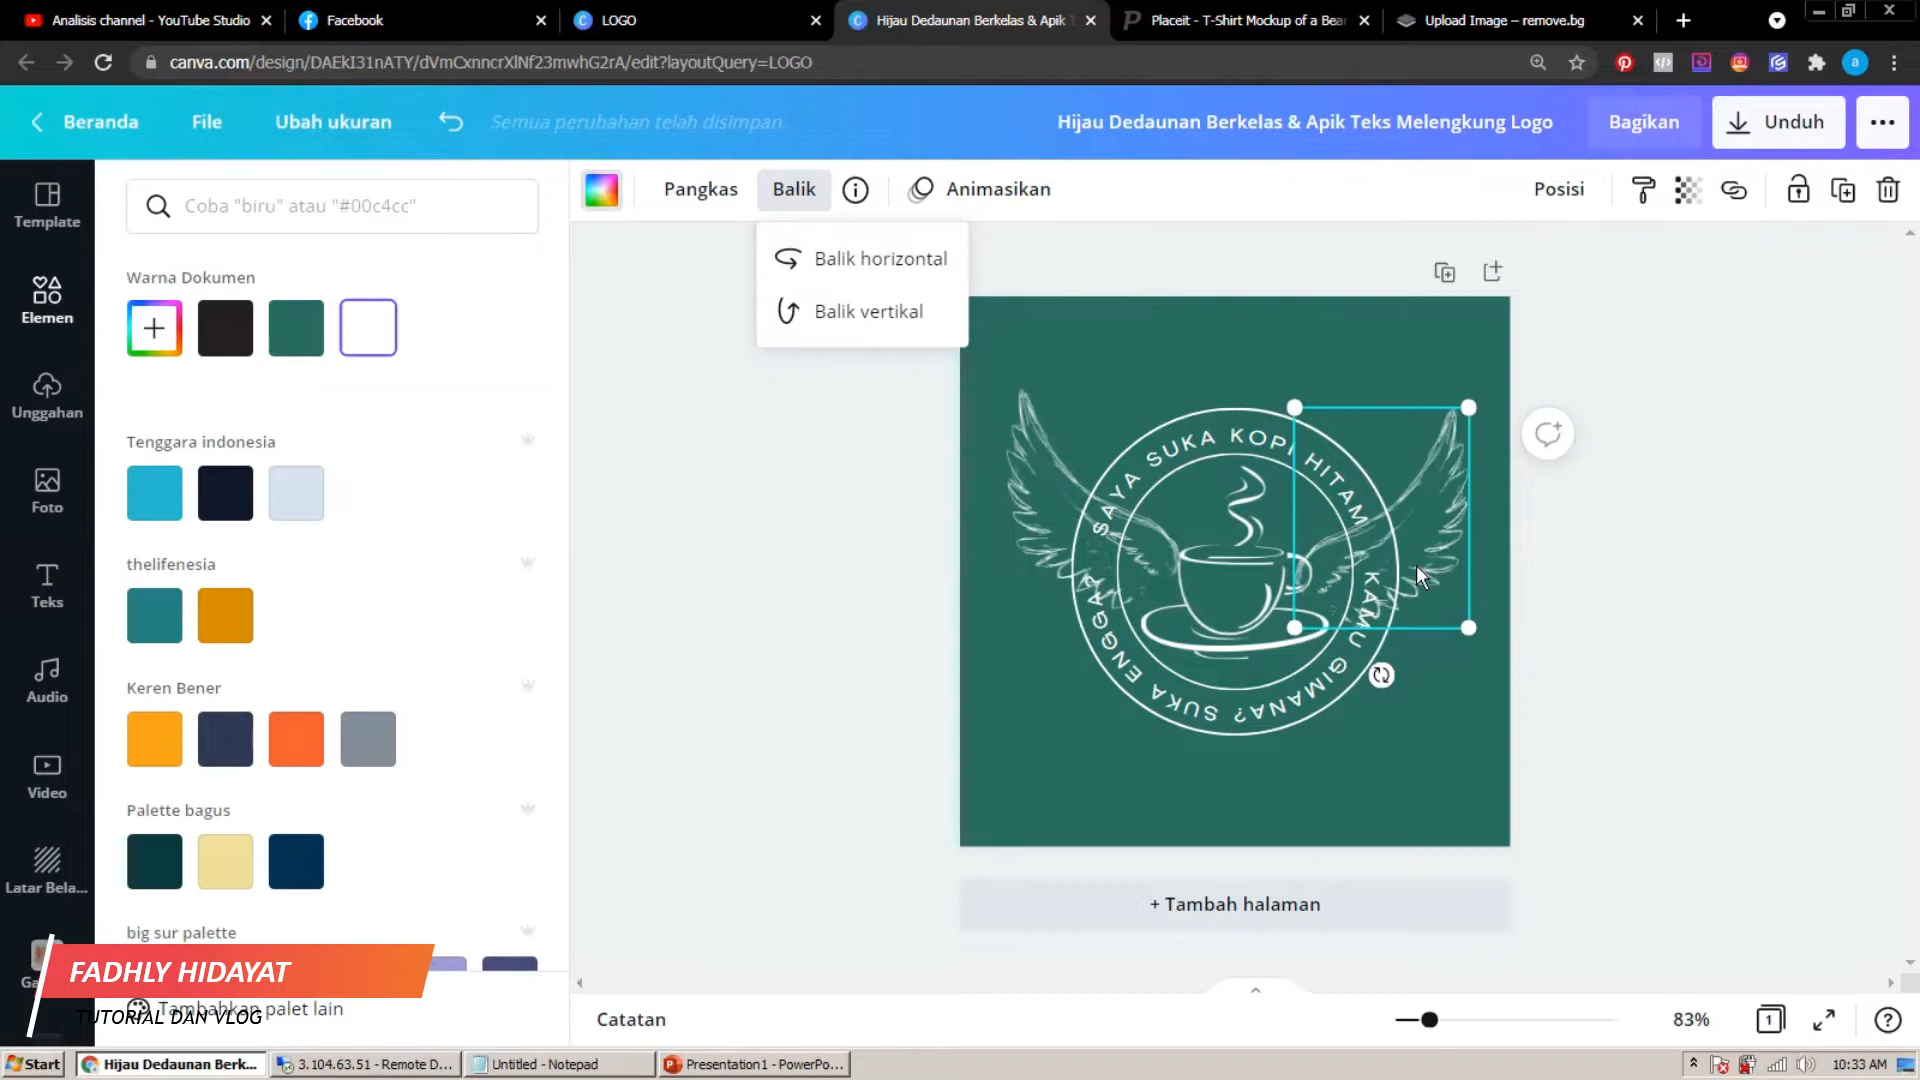 Analisis channel - YouTube Studio
Facebook
LOGO
Hijau Dedaunan Berkelas & Apik T
Placeit - T-Shirt Mockup of a Bear
Upload Image – remove.bg
canva.com/design/DAEkI31nATY/dVmCxnncrXlNf23mwhG2rA/edit?layoutQuery=LOGO
Beranda
File
Ubah ukuran
Semua perubahan telah disimpan
Hijau Dedaunan Berkelas & Apik Teks Melengkung Logo
Bagikan
Unduh
Template
Elemen
Unggahan
Foto
Teks
Audio
Video
Latar Bela...
Coba "biru" atau "#00c4cc"
Warna Dokumen
Tenggara indonesia
thelifenesia
Keren Bener
Palette bagus
big sur palette
Tambahkan palet lain
FADHLY HIDAYAT
TUTORIAL DAN VLOG
Pangkas
Balik
Animasikan
Posisi
Balik horizontal
Balik vertikal
SAYA SUKA KOPI HITAM
KAMU GIMANA? SUKA ENGGA?
+ Tambah halaman
Catatan
83%
1
Start
Hijau Dedaunan Berk...
3.104.63.51 - Remote D...
Untitled - Notepad
Presentation1 - PowerPo...
10:33 AM